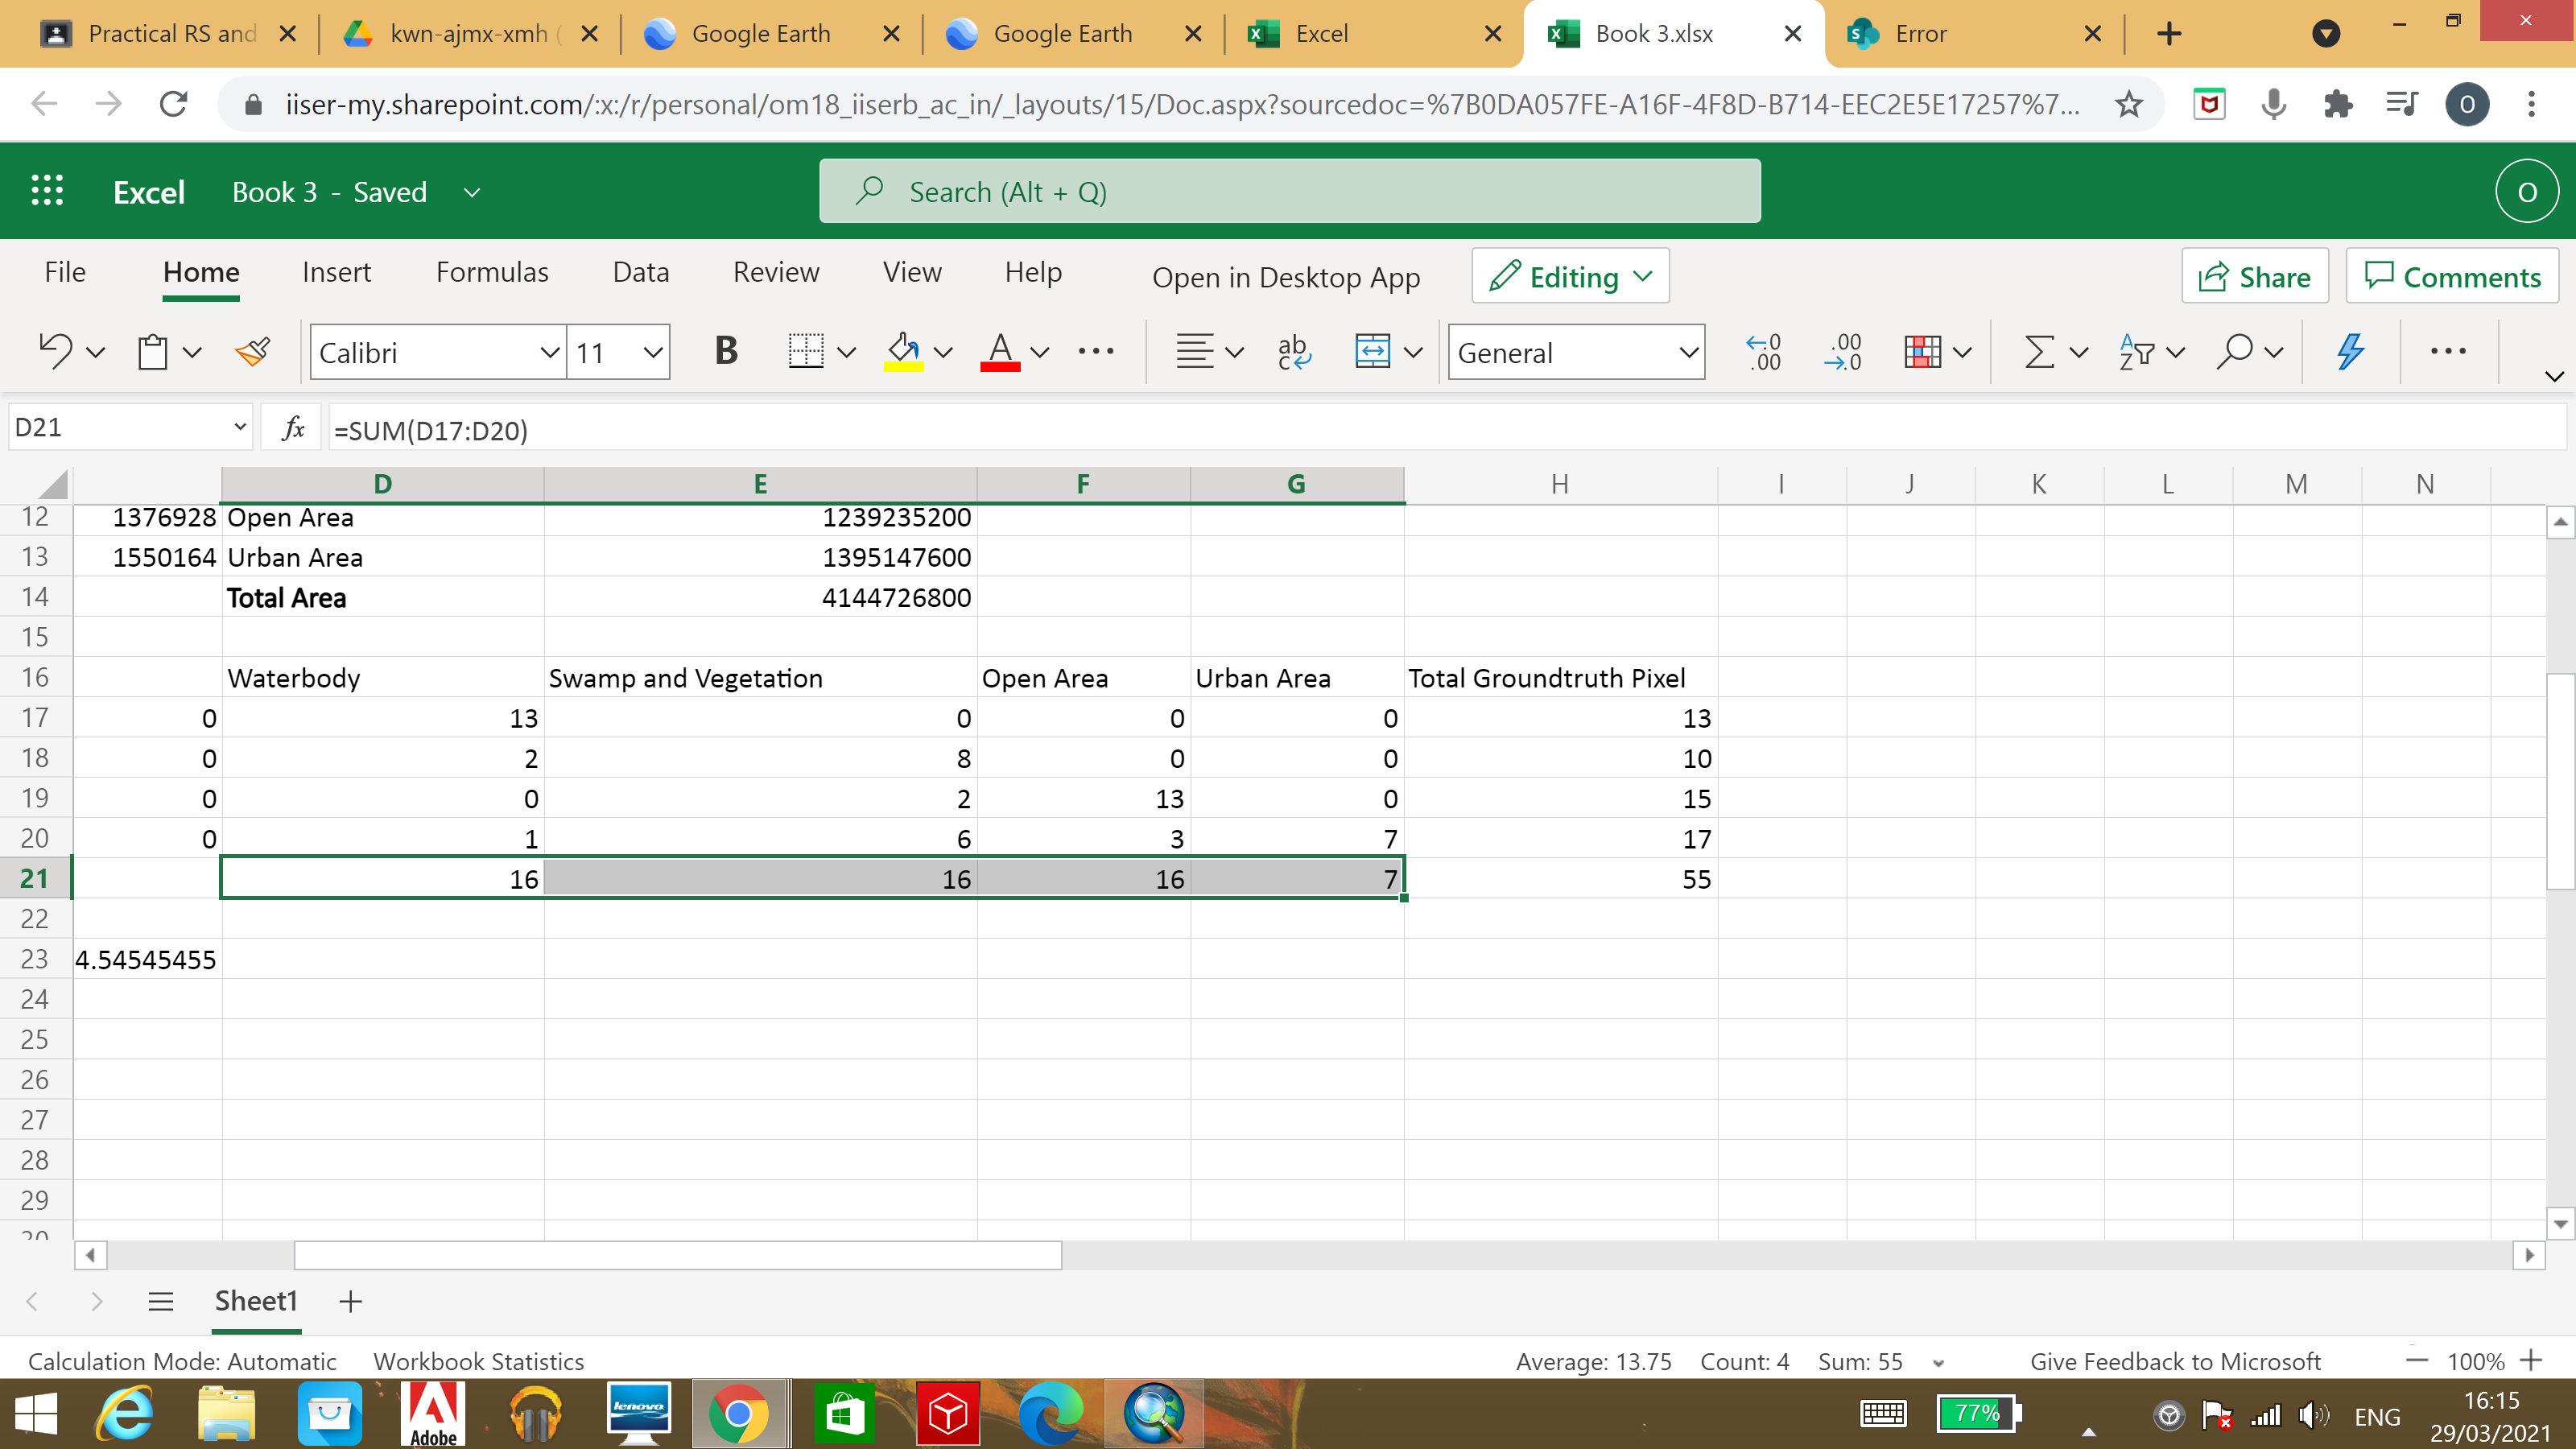 Practical RS and
kwn-ajmx-xmh (
Google Earth
Google Earth
Excel
Book 3.xlsx
Error
iiser-my.sharepoint.com/:x:/r/personal/om18_iiserb_ac_in/_layouts/15/Doc.aspx?sourcedoc=%7B0DA057FE-A16F-4F8D-B714-EEC2E5E17257%7...
O
Excel Book 3 - Saved Search (Alt + Q) O
File Home Insert Formulas Data Review View Help Open in Desktop App Editing Share Comments
Calibri 11 B A ab c General .0 .00 .00 .0 A Z
D21 fx =SUM(D17:D20)
D E F G H I J K L M N
12 1376928 Open Area 1239235200
13 1550164 Urban Area 1395147600
14 Total Area 4144726800
15
16 Waterbody Swamp and Vegetation Open Area Urban Area Total Groundtruth Pixel
17 0 13 0 0 0 13
18 0 2 8 0 0 10
19 0 0 2 13 0 15
20 0 1 6 3 7 17
21 16 16 16 7 55
22
23 4.54545455
24
25
26
27
28
29
30
Sheet1
Calculation Mode: Automatic Workbook Statistics Average: 13.75 Count: 4 Sum: 55 Give Feedback to Microsoft 100%
Adobe lenovo 77% ENG 16:15
29/03/2021